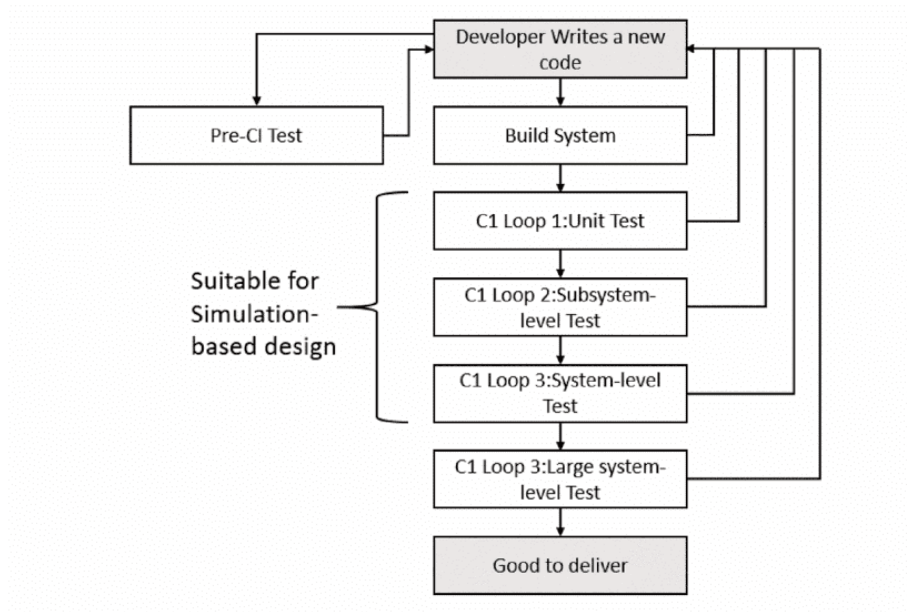 Developer Writes a new
code
Pre-CI Test
Build System
C1 Loop 1:Unit Test
Suitable for
Simulation-
based design
C1 Loop 2:Subsystem-
level Test
C1 Loop 3:System-level
Test
C1 Loop 3:Large system-
level Test
Good to deliver